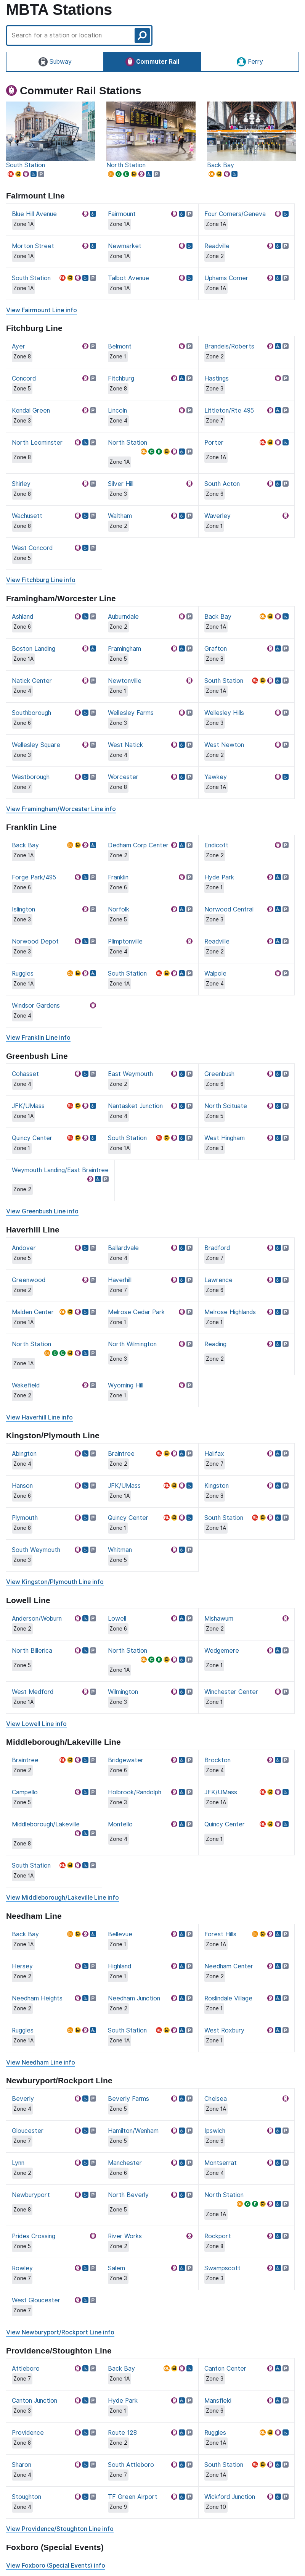 MBTA Stations
Search for a station or location
Subway
Commuter Rail
Ferry
Commuter Rail Stations
South Station
North Station
Back Bay
Fairmount Line
Blue Hill Avenue
Zone 1A
Fairmount
Zone 1A
Four Corners/Geneva
Zone 1A
Morton Street
Zone 1A
Newmarket
Zone 1A
Readville
Zone 2
South Station
Zone 1A
Talbot Avenue
Zone 1A
Uphams Corner
Zone 1A
View Fairmount Line info
Fitchburg Line
Ayer
Zone 8
Belmont
Zone 1
Brandeis/Roberts
Zone 2
Concord
Zone 5
Fitchburg
Zone 8
Hastings
Zone 3
Kendal Green
Zone 3
Lincoln
Zone 4
Littleton/Rte 495
Zone 7
North Leominster
Zone 8
North Station
Zone 1A
Porter
Zone 1A
Shirley
Zone 8
Silver Hill
Zone 3
South Acton
Zone 6
Wachusett
Zone 8
Waltham
Zone 2
Waverley
Zone 1
West Concord
Zone 5
View Fitchburg Line info
Framingham/Worcester Line
Ashland
Zone 6
Auburndale
Zone 2
Back Bay
Zone 1A
Boston Landing
Zone 1A
Framingham
Zone 5
Grafton
Zone 8
Natick Center
Zone 4
Newtonville
Zone 1
South Station
Zone 1A
Southborough
Zone 6
Wellesley Farms
Zone 3
Wellesley Hills
Zone 3
Wellesley Square
Zone 3
West Natick
Zone 4
West Newton
Zone 2
Westborough
Zone 7
Worcester
Zone 8
Yawkey
Zone 1A
View Framingham/Worcester Line info
Franklin Line
Back Bay
Zone 1A
Dedham Corp Center
Zone 2
Endicott
Zone 2
Forge Park/495
Zone 6
Franklin
Zone 6
Hyde Park
Zone 1
Islington
Zone 3
Norfolk
Zone 5
Norwood Central
Zone 3
Norwood Depot
Zone 3
Plimptonville
Zone 4
Readville
Zone 2
Ruggles
Zone 1A
South Station
Zone 1A
Walpole
Zone 4
Windsor Gardens
Zone 4
View Franklin Line info
Greenbush Line
Cohasset
Zone 4
East Weymouth
Zone 2
Greenbush
Zone 6
JFK/UMass
Zone 1A
Nantasket Junction
Zone 4
North Scituate
Zone 5
Quincy Center
Zone 1
South Station
Zone 1A
West Hingham
Zone 3
Weymouth Landing/East Braintree
Zone 2
View Greenbush Line info
Haverhill Line
Andover
Zone 5
Ballardvale
Zone 4
Bradford
Zone 7
Greenwood
Zone 2
Haverhill
Zone 7
Lawrence
Zone 6
Malden Center
Zone 1A
Melrose Cedar Park
Zone 1
Melrose Highlands
Zone 1
North Station
Zone 1A
North Wilmington
Zone 3
Reading
Zone 2
Wakefield
Zone 2
Wyoming Hill
Zone 1
View Haverhill Line info
Kingston/Plymouth Line
Abington
Zone 4
Braintree
Zone 2
Halifax
Zone 7
Hanson
Zone 6
JFK/UMass
Zone 1A
Kingston
Zone 8
Plymouth
Zone 8
Quincy Center
Zone 1
South Station
Zone 1A
South Weymouth
Zone 3
Whitman
Zone 5
View Kingston/Plymouth Line info
Lowell Line
Anderson/Woburn
Zone 2
Lowell
Zone 6
Mishawum
Zone 2
North Billerica
Zone 5
North Station
Zone 1A
Wedgemere
Zone 1
West Medford
Zone 1A
Wilmington
Zone 3
Winchester Center
Zone 1
View Lowell Line info
Middleborough/Lakeville Line
Braintree
Zone 2
Bridgewater
Zone 6
Brockton
Zone 4
Campello
Zone 5
Holbrook/Randolph
Zone 3
JFK/UMass
Zone 1A
Middleborough/Lakeville
Zone 8
Montello
Zone 4
Quincy Center
Zone 1
South Station
Zone 1A
View Middleborough/Lakeville Line info
Needham Line
Back Bay
Zone 1A
Bellevue
Zone 1
Forest Hills
Zone 1A
Hersey
Zone 2
Highland
Zone 1
Needham Center
Zone 2
Needham Heights
Zone 2
Needham Junction
Zone 2
Roslindale Village
Zone 1
Ruggles
Zone 1A
South Station
Zone 1A
West Roxbury
Zone 1
View Needham Line info
Newburyport/Rockport Line
Beverly
Zone 4
Beverly Farms
Zone 5
Chelsea
Zone 1A
Gloucester
Zone 7
Hamilton/Wenham
Zone 5
Ipswich
Zone 6
Lynn
Zone 2
Manchester
Zone 6
Montserrat
Zone 4
Newburyport
Zone 8
North Beverly
Zone 5
North Station
Zone 1A
Prides Crossing
Zone 5
River Works
Zone 2
Rockport
Zone 8
Rowley
Zone 7
Salem
Zone 3
Swampscott
Zone 3
West Gloucester
Zone 7
View Newburyport/Rockport Line info
Providence/Stoughton Line
Attleboro
Zone 7
Back Bay
Zone 1A
Canton Center
Zone 3
Canton Junction
Zone 3
Hyde Park
Zone 1
Mansfield
Zone 6
Providence
Zone 8
Route 128
Zone 2
Ruggles
Zone 1A
Sharon
Zone 4
South Attleboro
Zone 7
South Station
Zone 1A
Stoughton
Zone 4
TF Green Airport
Zone 9
Wickford Junction
Zone 10
View Providence/Stoughton Line info
Foxboro (Special Events)
View Foxboro (Special Events) info